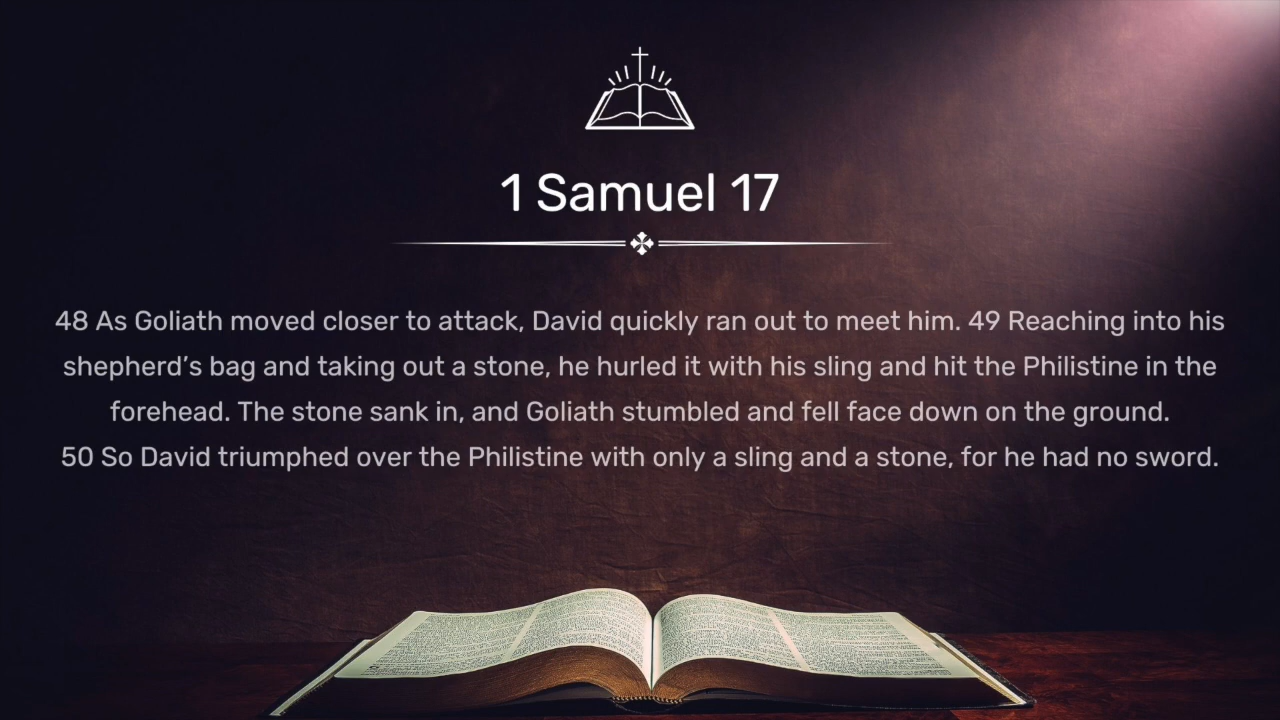 1 Samuel 17
48 As Goliath moved closer to attack, David quickly ran out to meet him. 49 Reaching into his
shepherd’s bag and taking out a stone, he hurled it with his sling and hit the Philistine in the
forehead. The stone sank in, and Goliath stumbled and fell face down on the ground.
50 So David triumphed over the Philistine with only a sling and a stone, for he had no sword.